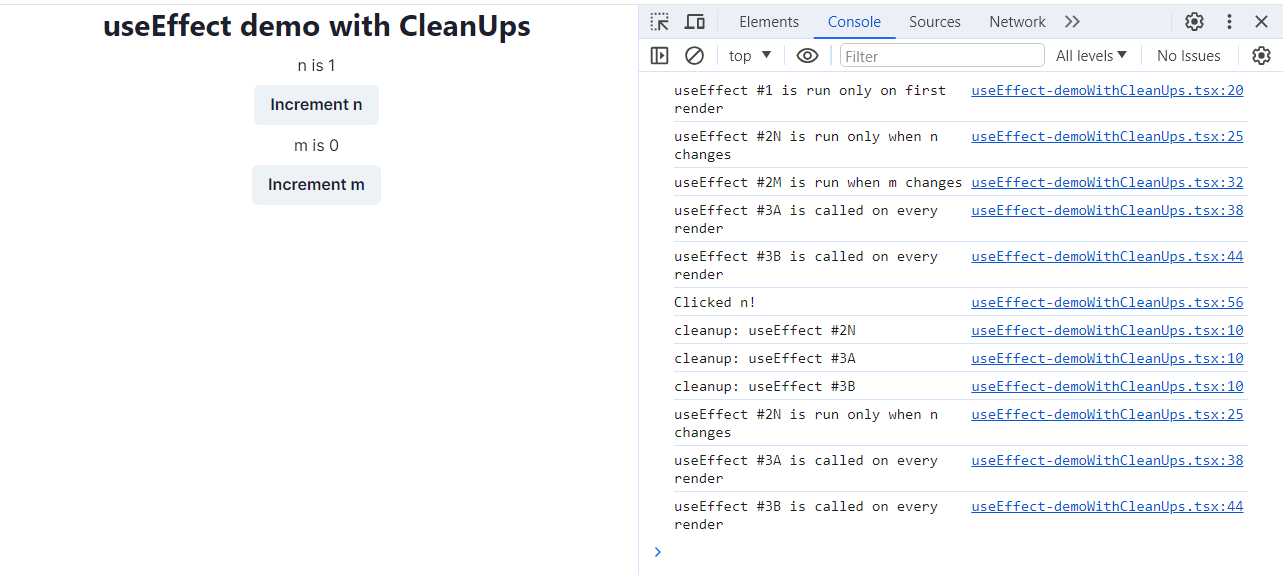 useEffect demo with CleanUps
n is 1
Increment n
m is 0
Increment m
Elements Console Sources Network
top Filter All levels No Issues
useEffect #1 is run only on first useEffect-demoWithCleanUps.tsx:20
render
useEffect #2N is run only when n useEffect-demoWithCleanUps.tsx:25
changes
useEffect #2M is run when m changes useEffect-demoWithCleanUps.tsx:32
useEffect #3A is called on every useEffect-demoWithCleanUps.tsx:38
render
useEffect #3B is called on every useEffect-demoWithCleanUps.tsx:44
render
Clicked n! useEffect-demoWithCleanUps.tsx:56
cleanup: useEffect #2N useEffect-demoWithCleanUps.tsx:10
cleanup: useEffect #3A useEffect-demoWithCleanUps.tsx:10
cleanup: useEffect #3B useEffect-demoWithCleanUps.tsx:10
useEffect #2N is run only when n useEffect-demoWithCleanUps.tsx:25
changes
useEffect #3A is called on every useEffect-demoWithCleanUps.tsx:38
render
useEffect #3B is called on every useEffect-demoWithCleanUps.tsx:44
render